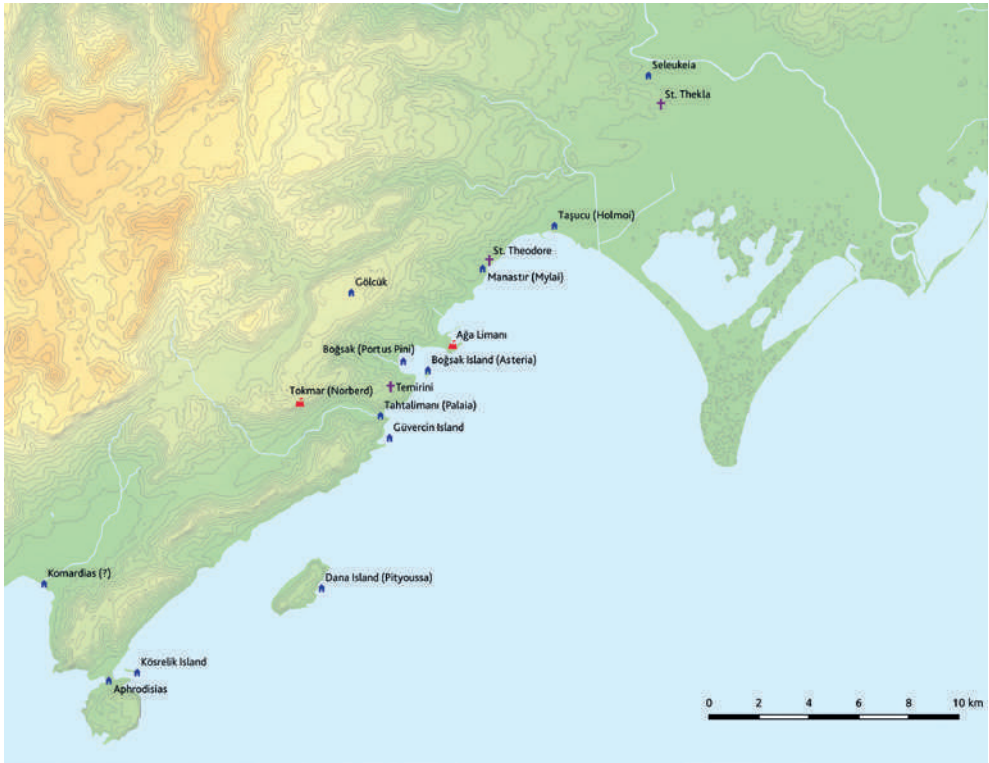 Seleukeia
St. Thekla
Taşucu (Holmoi)
St. Theodore
Manastır (Mylai)
Gölcük
Ağa Limanı
Boğsak (Portus Pini)
Boğsak Island (Asteria)
Temirini
Tokmar (Norberd)
Tahtalimanı (Palaia)
Güvercin Island
Komardias (?)
Dana Island (Pityoussa)
Kösrelik Island
Aphrodisias
0 2 4 6 8 10 km